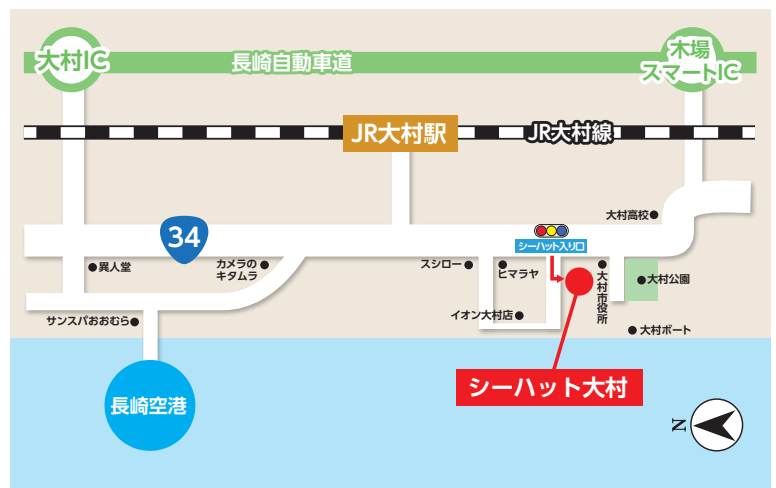 大村IC
長崎自動車道
木場
スマートIC
JR大村駅
JR大村線
大村高校
34
シーハット入り口
異人堂
カメラの
キタムラ
スシロー
ヒマラヤ
大村市役所
大村公園
サンスパおおむら
イオン大村店
大村ボート
シーハット大村
長崎空港
N